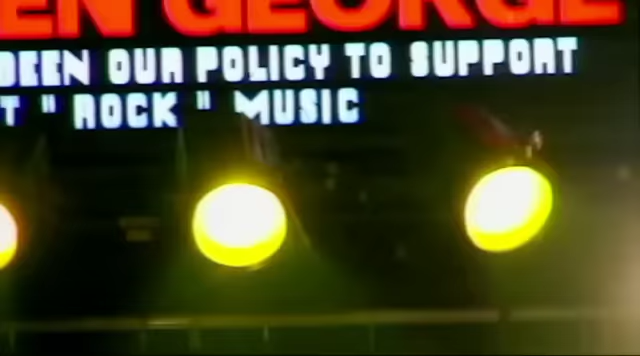 EN GEORGE
BEEN OUR POLICY TO SUPPORT
T " ROCK " MUSIC